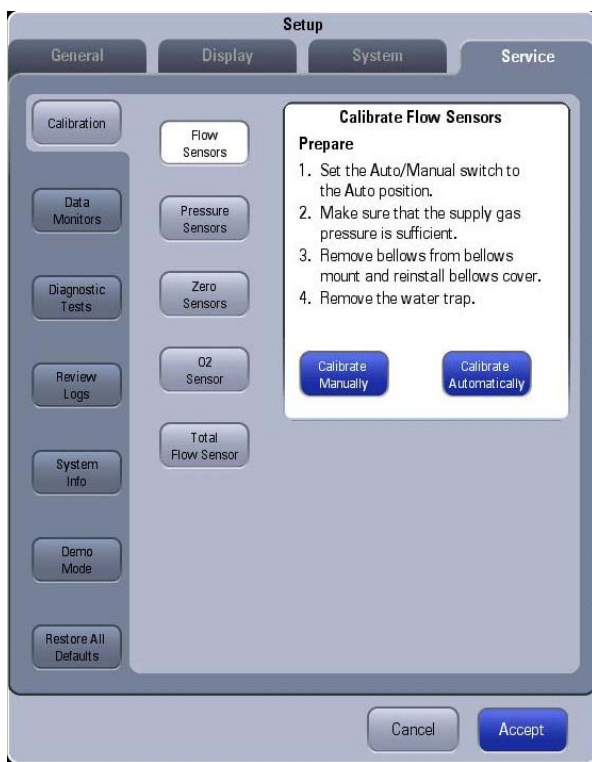 Setup
General
Display
System
Service
Calibration
Data
Monitors
Diagnostic
Tests
Review
Logs
System
Info
Demo
Mode
Restore All
Defaults
Flow
Sensors
Pressure
Sensors
Zero
Sensors
O2
Sensor
Total
Flow Sensor
Calibrate Flow Sensors
Prepare
1. Set the Auto/Manual switch to
the Auto position.
2. Make sure that the supply gas
pressure is sufficient.
3. Remove bellows from bellows
mount and reinstall bellows cover.
4. Remove the water trap.
Calibrate
Manually
Calibrate
Automatically
Cancel
Accept